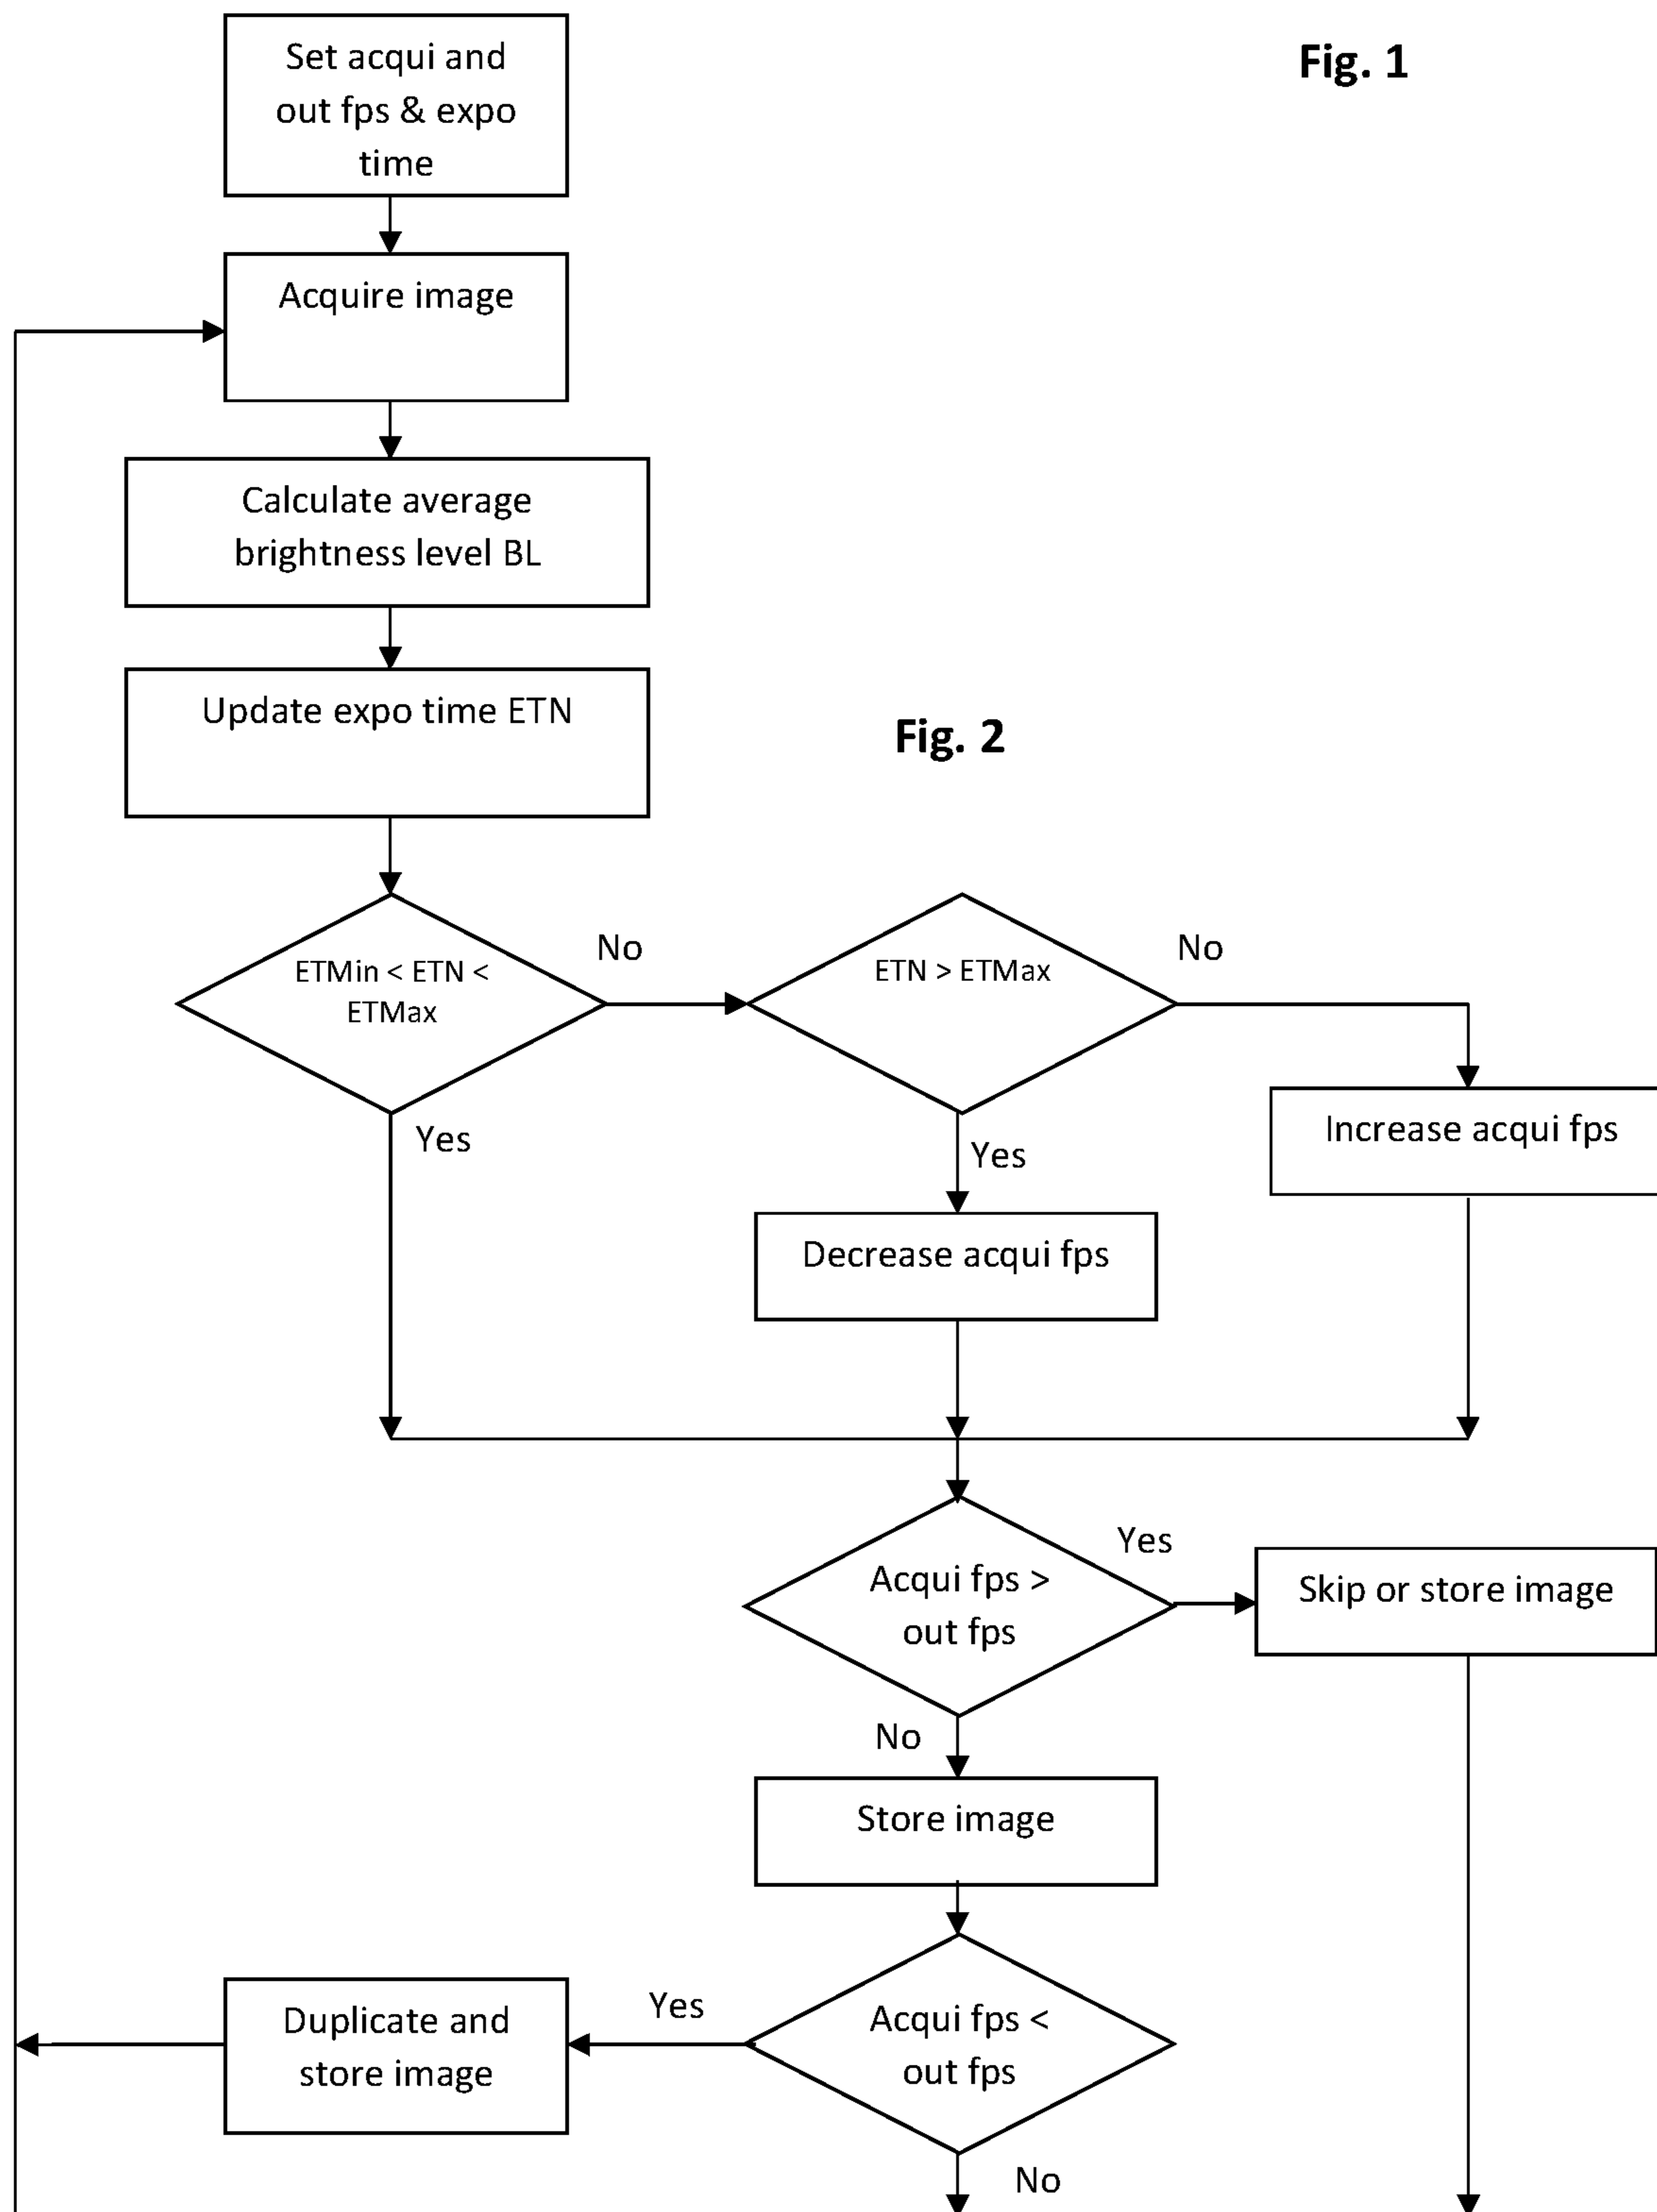 Fig. 1
Set acqui and
out fps & expo
time
Acquire image
Calculate average
brightness level BL
Update expo time ETN
Fig. 2
ETMin < ETN <
ETMax
No
ETN > ETMax
No
Yes
Yes
Increase acqui fps
Decrease acqui fps
Acqui fps >
out fps
Yes
Skip or store image
No
Store image
Acqui fps <
out fps
Yes
Duplicate and
store image
No